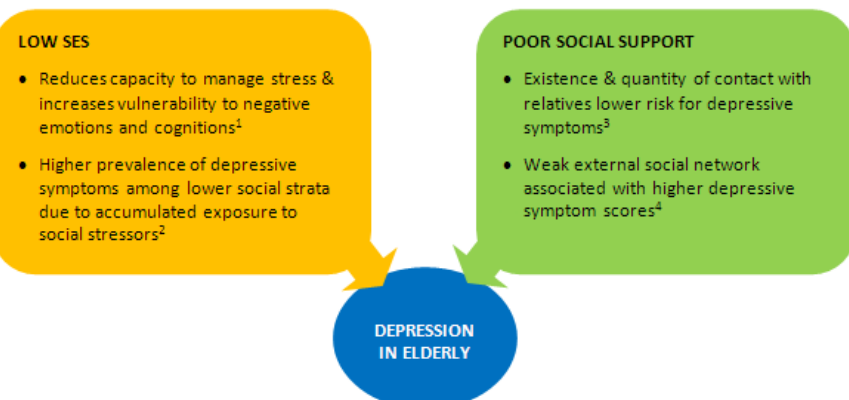 LOW SES
• Reduces capacity to manage stress &
increases vulnerability to negative
emotions and cognitions¹
• Higher prevalence of depressive
symptoms among lower social strata
due to accumulated exposure to
social stressors²
POOR SOCIAL SUPPORT
• Existence & quantity of contact with
relatives lower risk for depressive
symptoms³
• Weak external social network
associated with higher depressive
symptom scores⁴
DEPRESSION
IN ELDERLY